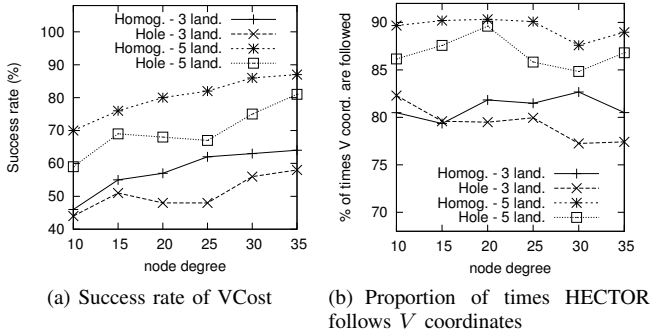 Success rate (%)
100
90
80
70
60
50
40
Homog. - 3 land.
Hole - 3 land.
Homog. - 5 land.
Hole - 5 land.
10 15 20 25 30 35
node degree
(a) Success rate of VCost
% of times V coord. are followed
90
85
80
75
70
Homog. - 3 land.
Hole - 3 land.
Homog. - 5 land.
Hole - 5 land.
10 15 20 25 30 35
node degree
(b) Proportion of times HECTOR
follows V coordinates